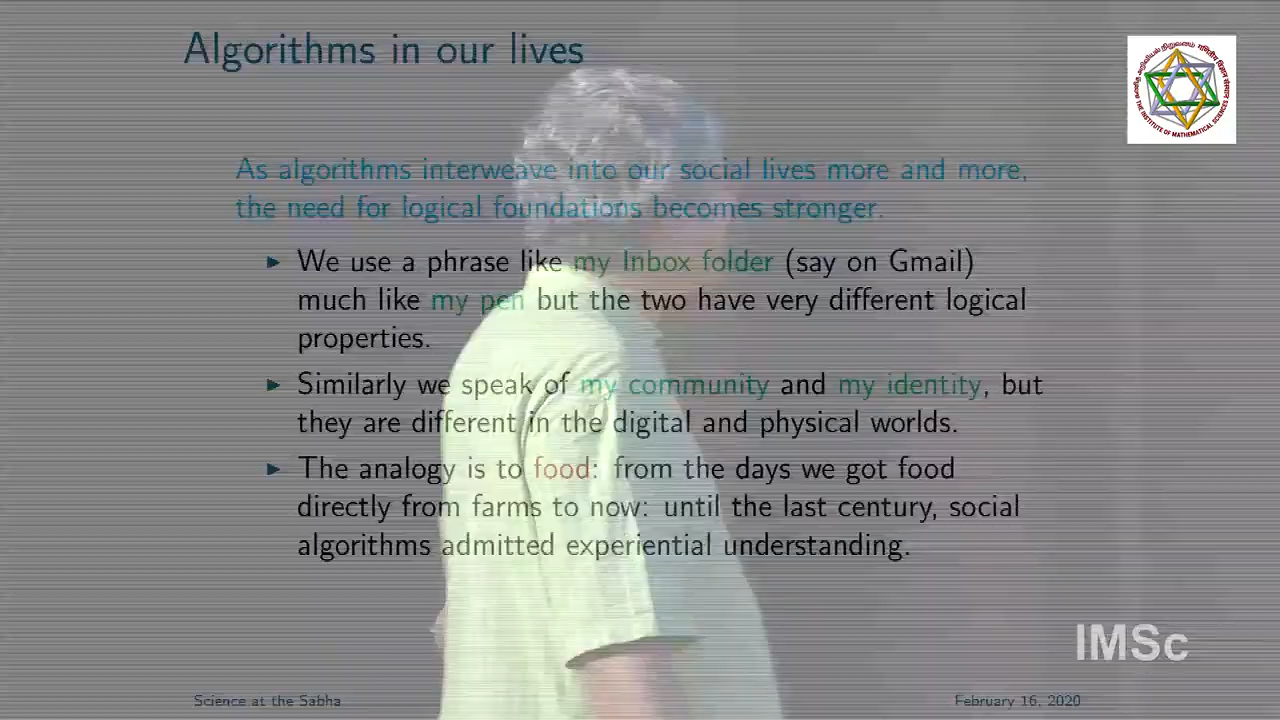 Algorithms in our lives
As algorithms interweave into our social lives more and more,
the need for logical foundations becomes stronger.
We use a phrase like my Inbox folder (say on Gmail)
much like my pen but the two have very different logical
properties.
Similarly we speak of my community and my identity, but
they are different in the digital and physical worlds.
The analogy is to food: from the days we got food
directly from farms to now: until the last century, social
algorithms admitted experiential understanding.
THE INSTITUTE OF MATHEMATICAL SCIENCES
IMSc
Science at the Sabha
February 16, 2020